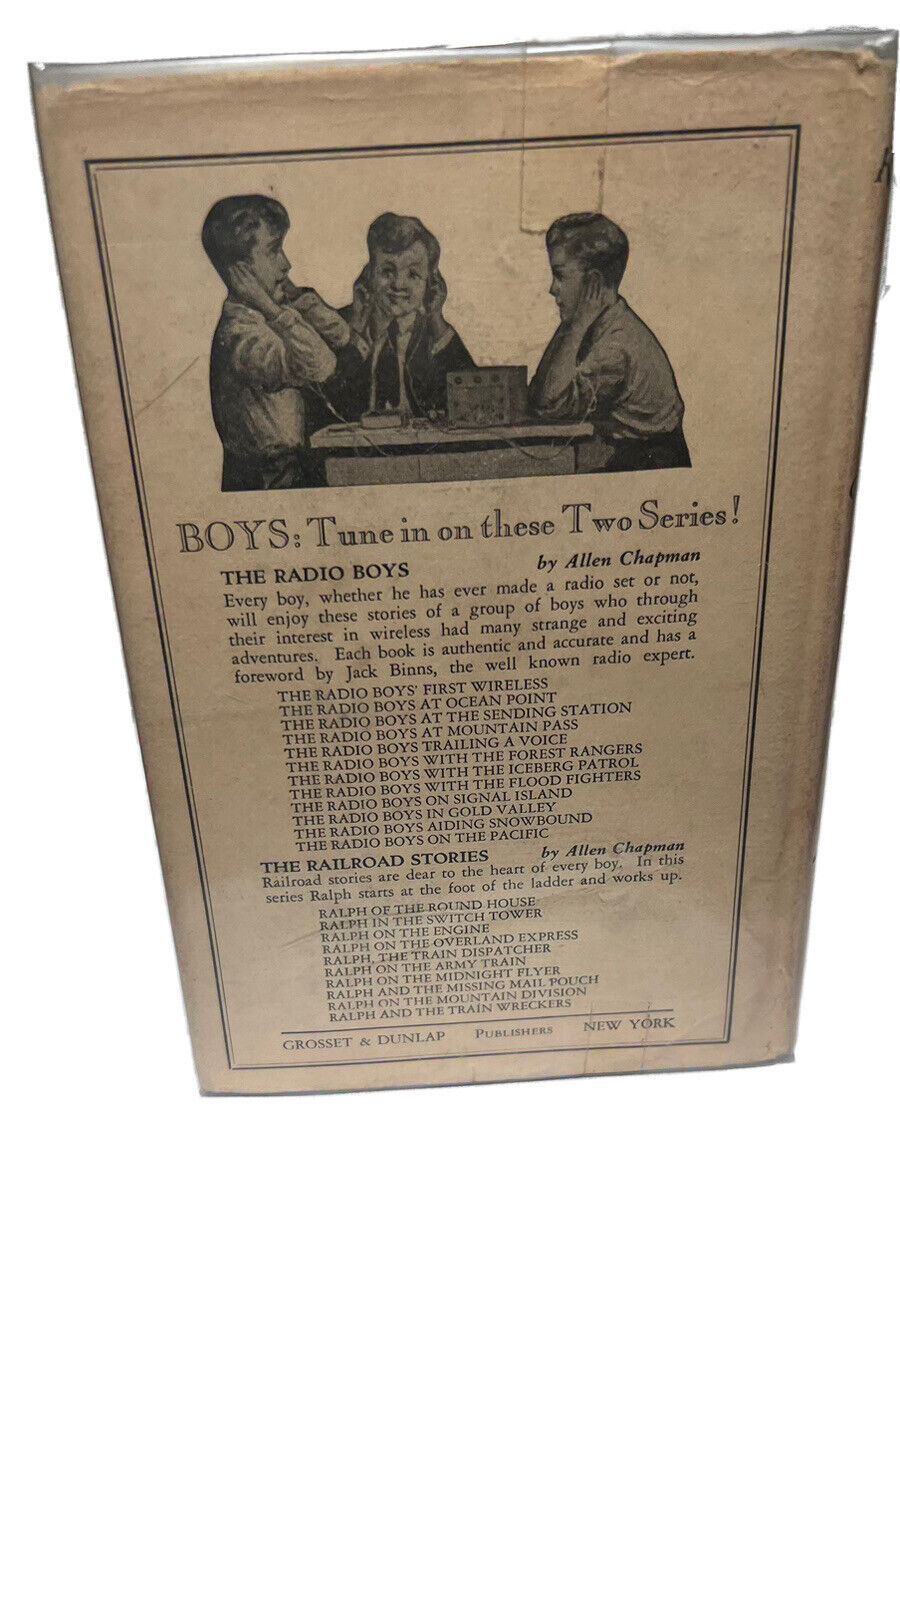 BOYS: Tune in on these Two Series!
THE RADIO BOYS by Allen Chapman
Every boy, whether he has ever made a radio set or not,
will enjoy these stories of a group of boys who through
their interest in wireless had many strange and exciting
adventures. Each book is authentic and accurate and has a
foreword by Jack Binns, the well known radio expert.
THE RADIO BOYS' FIRST WIRELESS
THE RADIO BOYS AT OCEAN POINT
THE RADIO BOYS AT THE SENDING STATION
THE RADIO BOYS AT MOUNTAIN PASS
THE RADIO BOYS TRAILING A VOICE
THE RADIO BOYS WITH THE FOREST RANGERS
THE RADIO BOYS WITH THE ICEBERG PATROL
THE RADIO BOYS WITH THE FLOOD FIGHTERS
THE RADIO BOYS ON SIGNAL ISLAND
THE RADIO BOYS IN GOLD VALLEY
THE RADIO BOYS AIDING SNOWBOUND
THE RADIO BOYS ON THE PACIFIC
THE RAILROAD STORIES by Allen Chapman
Railroad stories are dear to the heart of every boy. In this
series Ralph starts at the foot of the ladder and works up.
RALPH OF THE ROUND HOUSE
RALPH IN THE SWITCH TOWER
RALPH ON THE ENGINE
RALPH ON THE OVERLAND EXPRESS
RALPH, THE TRAIN DISPATCHER
RALPH ON THE ARMY TRAIN
RALPH ON THE MIDNIGHT FLYER
RALPH AND THE MISSING MAIL POUCH
RALPH ON THE MOUNTAIN DIVISION
RALPH AND THE TRAIN WRECKERS
GROSSET & DUNLAP PUBLISHERS NEW YORK